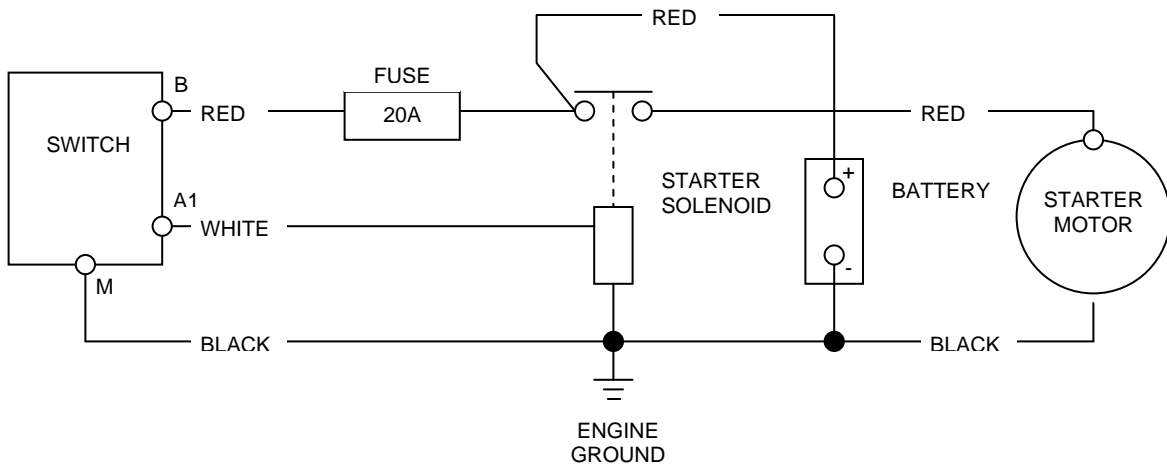 RED
FUSE
B
RED
20A
RED
SWITCH
STARTER
SOLENOID
+
BATTERY
STARTER
MOTOR
A1
WHITE
-
M
BLACK
BLACK
ENGINE
GROUND